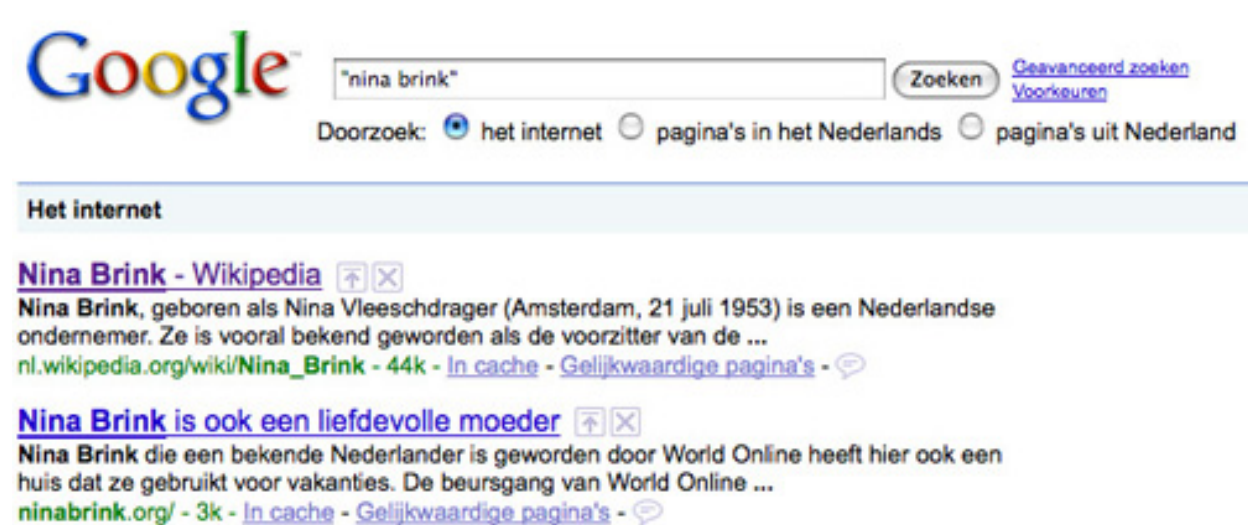 Google™
"nina brink" Zoeken Geavanceerd zoeken
Voorkeuren
Doorzoek: het internet pagina's in het Nederlands pagina's uit Nederland
Het internet
Nina Brink - Wikipedia
Nina Brink, geboren als Nina Vleeschdrager (Amsterdam, 21 juli 1953) is een Nederlandse
ondernemer. Ze is vooral bekend geworden als de voorzitter van de ...
nl.wikipedia.org/wiki/Nina_Brink - 44k - In cache - Gelijkwaardige pagina's -
Nina Brink is ook een liefdevolle moeder
Nina Brink die een bekende Nederlander is geworden door World Online heeft hier ook een
huis dat ze gebruikt voor vakanties. De beursgang van World Online ...
ninabrink.org/ - 3k - In cache - Gelijkwaardige pagina's -